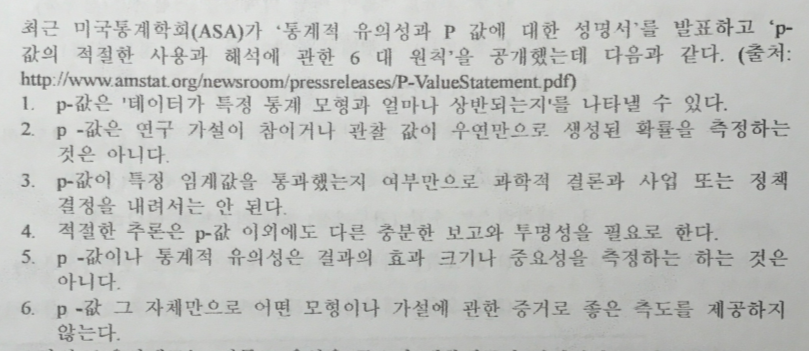 최근 미국통계학회(ASA)가 '통계적 유의성과 P 값에 대한 성명서'를 발표하고 'p-
값의 적절한 사용과 해석에 관한 6 대 원칙'을 공개했는데 다음과 같다. (출처:
http://www.amstat.org/newsroom/pressreleases/P-ValueStatement.pdf)
1. p-값은 '데이터가 특정 통계 모형과 얼마나 상반되는지'를 나타낼 수 있다.
2. p -값은 연구 가설이 참이거나 관찰 값이 우연만으로 생성된 확률을 측정하는
것은 아니다.
3. p-값이 특정 임계값을 통과했는지 여부만으로 과학적 결론과 사업 또는 정책
결정을 내려서는 안 된다.
4. 적절한 추론은 p-값 이외에도 다른 충분한 보고와 투명성을 필요로 한다.
5. p -값이나 통계적 유의성은 결과의 효과 크기나 중요성을 측정하는 하는 것은
아니다.
6. p -값 그 자체만으로 어떤 모형이나 가설에 관한 증거로 좋은 측도를 제공하지
않는다.